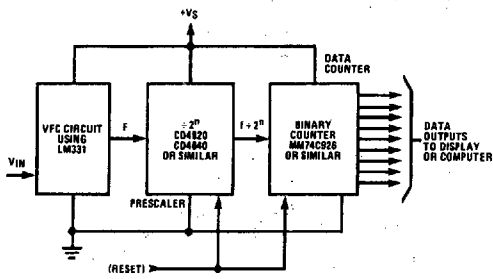 +VS
DATA
COUNTER
VFC CIRCUIT
USING
LM331
F
÷2ⁿ
CD4020
CD4040
OR SIMILAR
f÷2ⁿ
BINARY
COUNTER
MM74C926
OR SIMILAR
DATA
OUTPUTS
TO DISPLAY
OR COMPUTER
VIN
PRESCALER
(RESET)